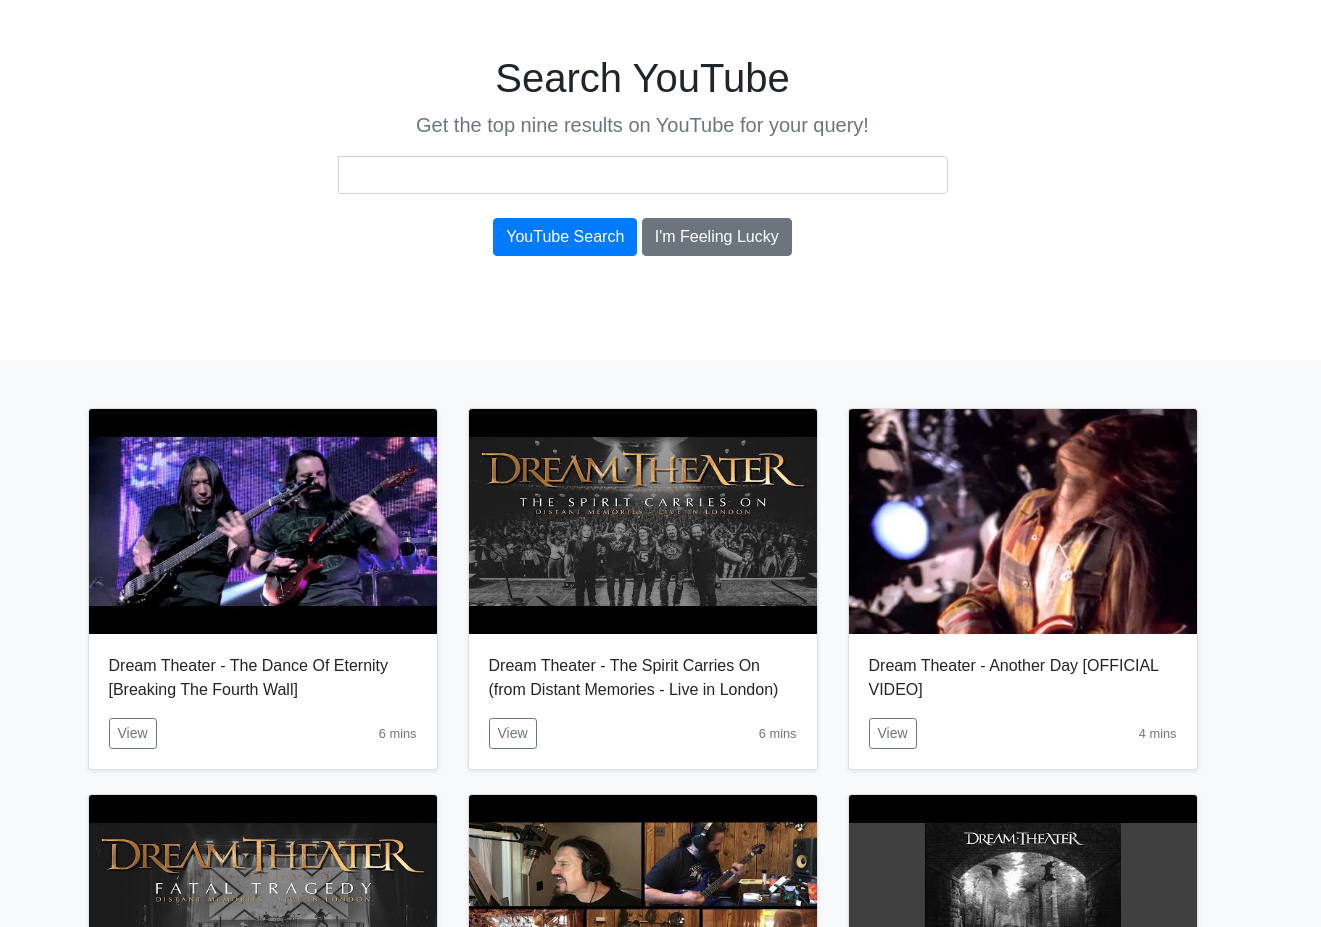 Search YouTube
Get the top nine results on YouTube for your query!
YouTube Search
I'm Feeling Lucky
DREAM THEATER
THE SPIRIT CARRIES ON
DISTANT MEMORIES - LIVE IN LONDON
Dream Theater - The Dance Of Eternity
[Breaking The Fourth Wall]
View
6 mins
Dream Theater - The Spirit Carries On
(from Distant Memories - Live in London)
View
6 mins
Dream Theater - Another Day [OFFICIAL
VIDEO]
View
4 mins
DREAM THEATER
FATAL TRAGEDY
DISTANT MEMORIES - LIVE IN LONDON
DREAM THEATER